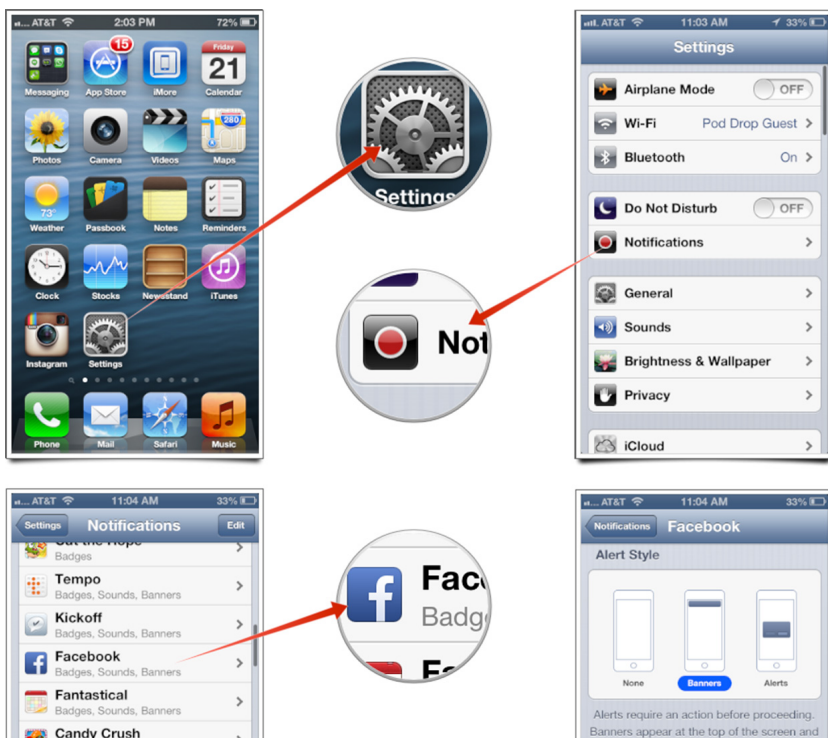 AT&T 2:03 PM 72%
15
Friday
21
280
Messaging App Store iMore Calendar
Photos Camera Videos Maps
73°
Weather Passbook Notes Reminders
Clock Stocks Newsstand iTunes
Instagram Settings
Phone Mail Safari Music
Settings
Not
AT&T 11:03 AM 33%
Settings
Airplane Mode OFF
Wi-Fi Pod Drop Guest
Bluetooth On
Do Not Disturb OFF
Notifications
General
Sounds
Brightness & Wallpaper
Privacy
iCloud
AT&T 11:04 AM 33%
Settings Notifications Edit
Cut the Rope
Badges
Tempo
Badges, Sounds, Banners
Kickoff
Badges, Sounds, Banners
Facebook
Badges, Sounds, Banners
Fantastical
Badges, Sounds, Banners
Candy Crush
Fac
Badg
Fa
AT&T 11:04 AM 33%
Notifications Facebook
Alert Style
None Banners Alerts
Alerts require an action before proceeding.
Banners appear at the top of the screen and